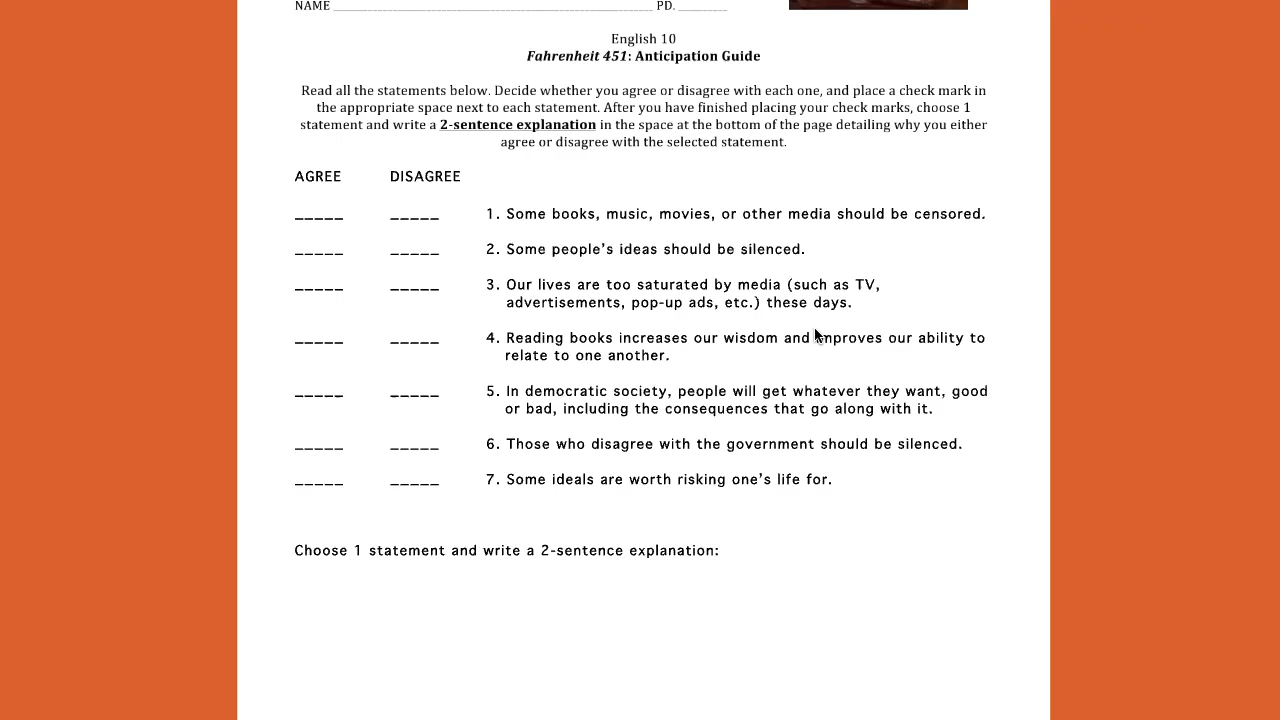 NAME ________________________________________ PD. ________
English 10
Fahrenheit 451: Anticipation Guide
Read all the statements below. Decide whether you agree or disagree with each one, and place a check mark in
the appropriate space next to each statement. After you have finished placing your check marks, choose 1
statement and write a 2-sentence explanation in the space at the bottom of the page detailing why you either
agree or disagree with the selected statement.
AGREE DISAGREE
_____ _____ 1. Some books, music, movies, or other media should be censored.
_____ _____ 2. Some people's ideas should be silenced.
_____ _____ 3. Our lives are too saturated by media (such as TV,
advertisements, pop-up ads, etc.) these days.
_____ _____ 4. Reading books increases our wisdom and improves our ability to
relate to one another.
_____ _____ 5. In democratic society, people will get whatever they want, good
or bad, including the consequences that go along with it.
_____ _____ 6. Those who disagree with the government should be silenced.
_____ _____ 7. Some ideals are worth risking one's life for.
Choose 1 statement and write a 2-sentence explanation: